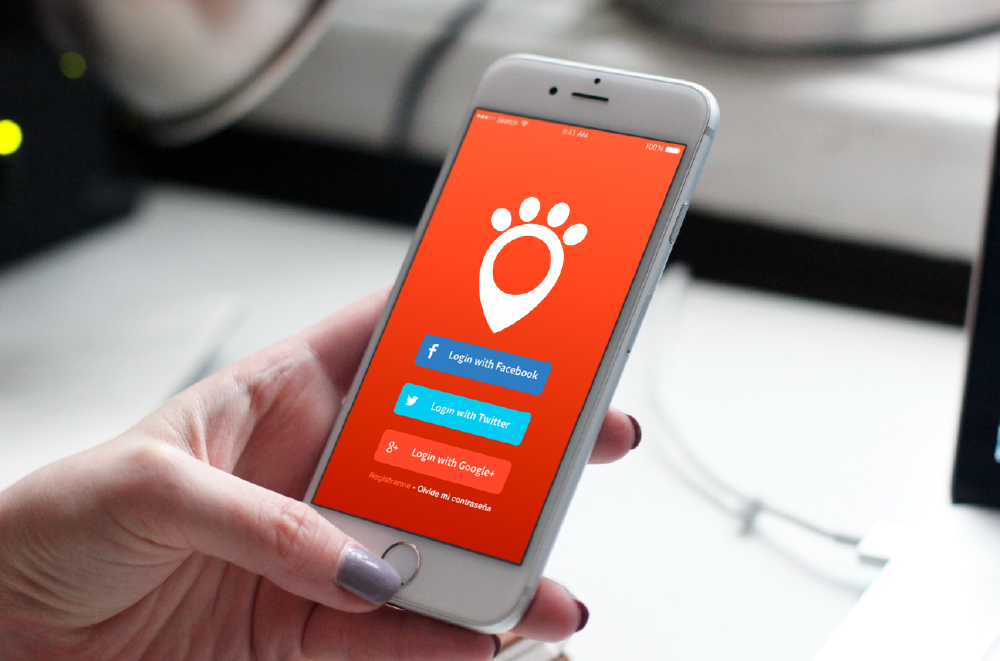 Sketch
9:41 AM
100%
f Login with Facebook
Login with Twitter
g+ Login with Google+
Registrarme - Olvide mi contraseña